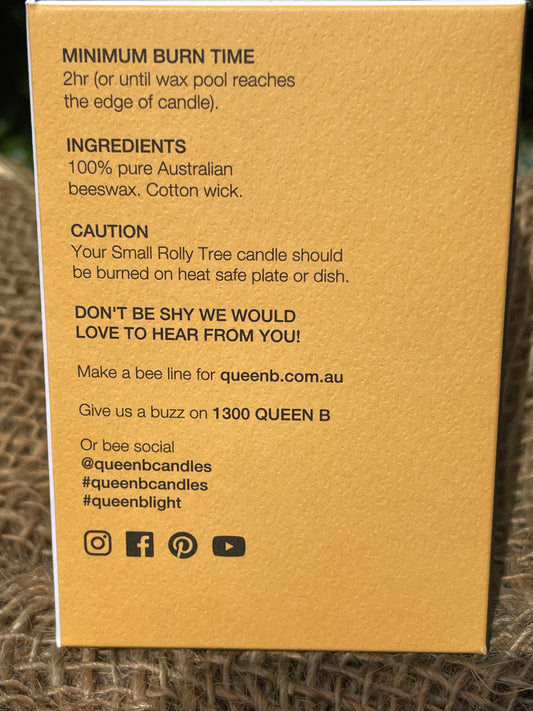 MINIMUM BURN TIME
2hr (or until wax pool reaches
the edge of candle).
INGREDIENTS
100% pure Australian
beeswax. Cotton wick.
CAUTION
Your Small Rolly Tree candle should
be burned on heat safe plate or dish.
DON'T BE SHY WE WOULD
LOVE TO HEAR FROM YOU!
Make a bee line for queenb.com.au
Give us a buzz on 1300 QUEEN B
Or bee social
@queenbcandles
#queenbcandles
#queenblight